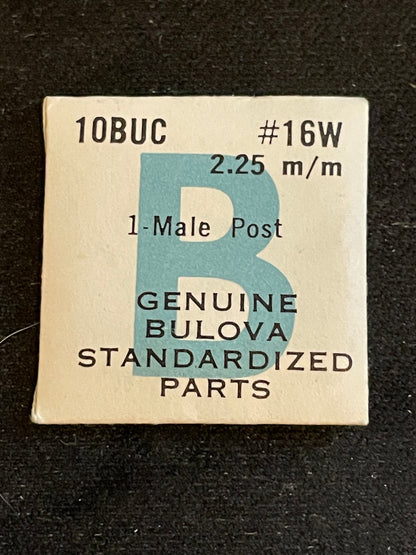 10BUC #16W
2.25 m/m
1-Male Post
B
GENUINE
BULOVA
STANDARDIZED
PARTS